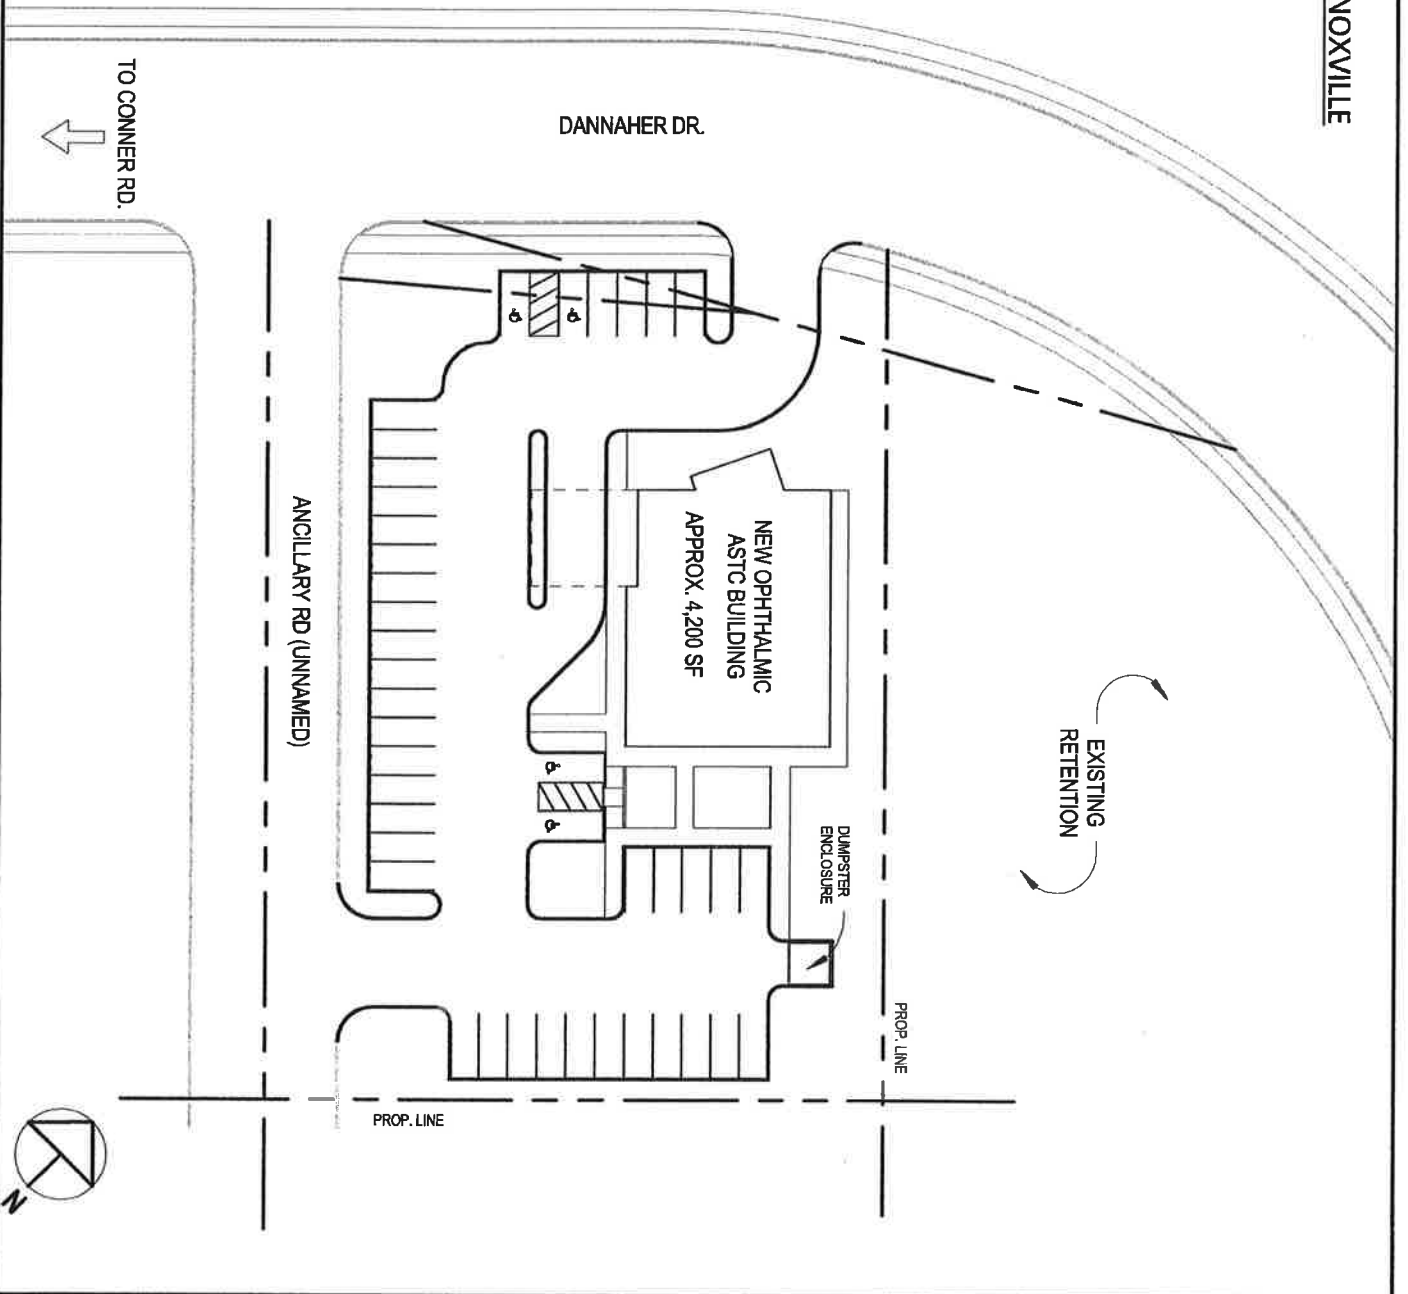 NOXVILLE
TO CONNER RD.
DANNAHER DR.
ANCILLARY RD (UNNAMED)
NEW OPHTHALMIC
ASTC BUILDING
APPROX. 4,200 SF
EXISTING
RETENTION
DUMPSTER
ENCLOSURE
PROP. LINE
PROP. LINE
N